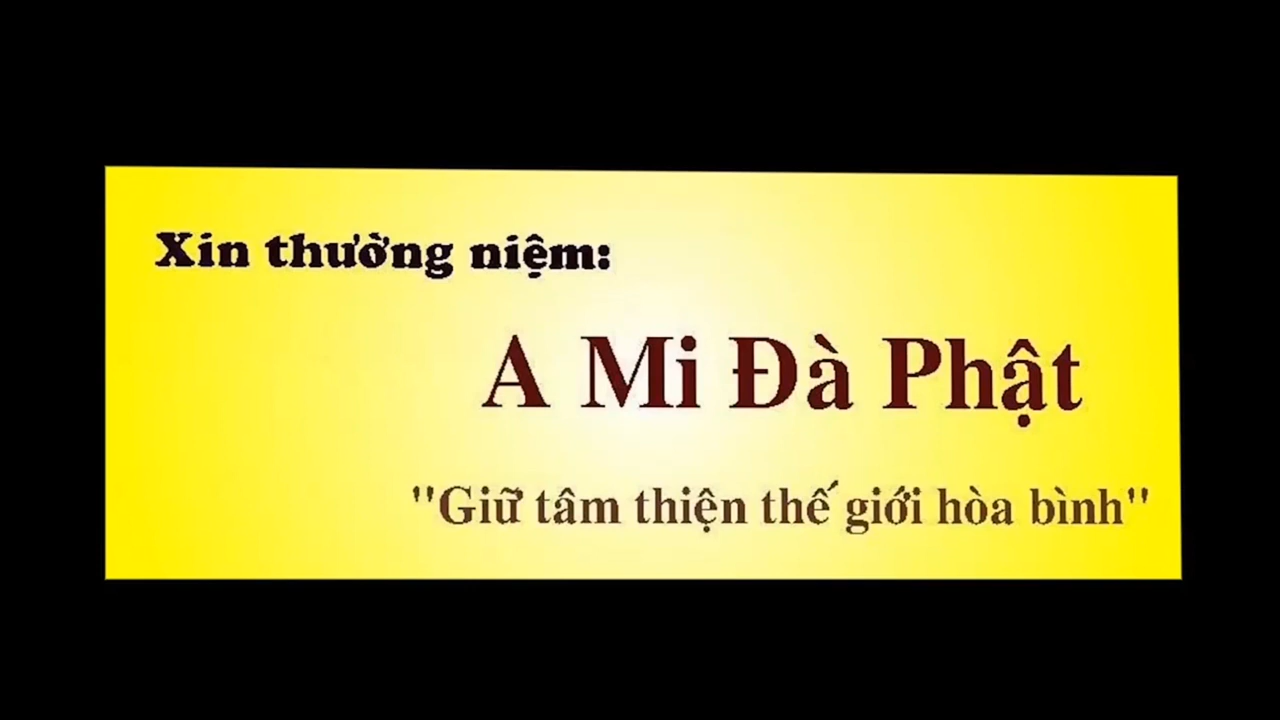 Xin thường niệm:
A Mi Đà Phật
"Giữ tâm thiện thế giới hòa bình"